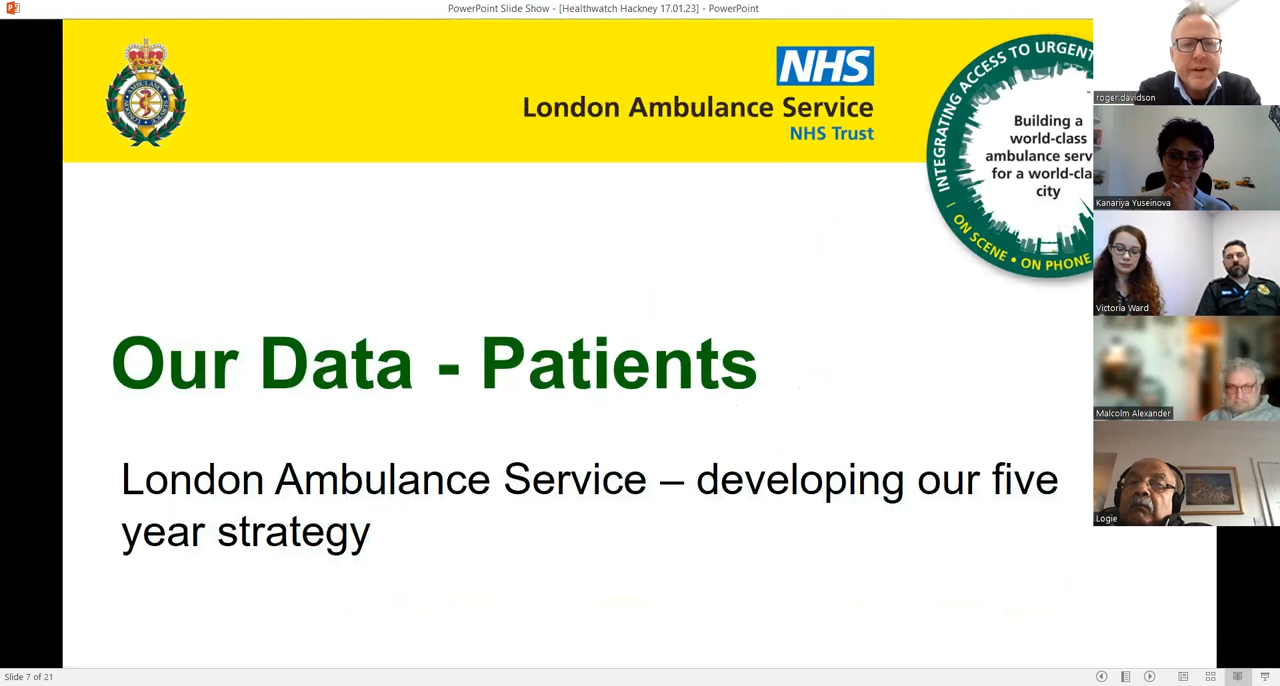 PowerPoint Slide Show - [Healthwatch Hackney 17.01.23] - PowerPoint
NHS
London Ambulance Service
NHS Trust
INTEGRATING ACCESS TO URGENT
Building a
world-class
ambulance serv
for a world-cla
city
| ON SCENE • ON PHONE
Our Data - Patients
London Ambulance Service – developing our five
year strategy
roger.davidson
Kanariya Yuseinova
Victoria Ward
Malcolm Alexander
Logie
Slide 7 of 21